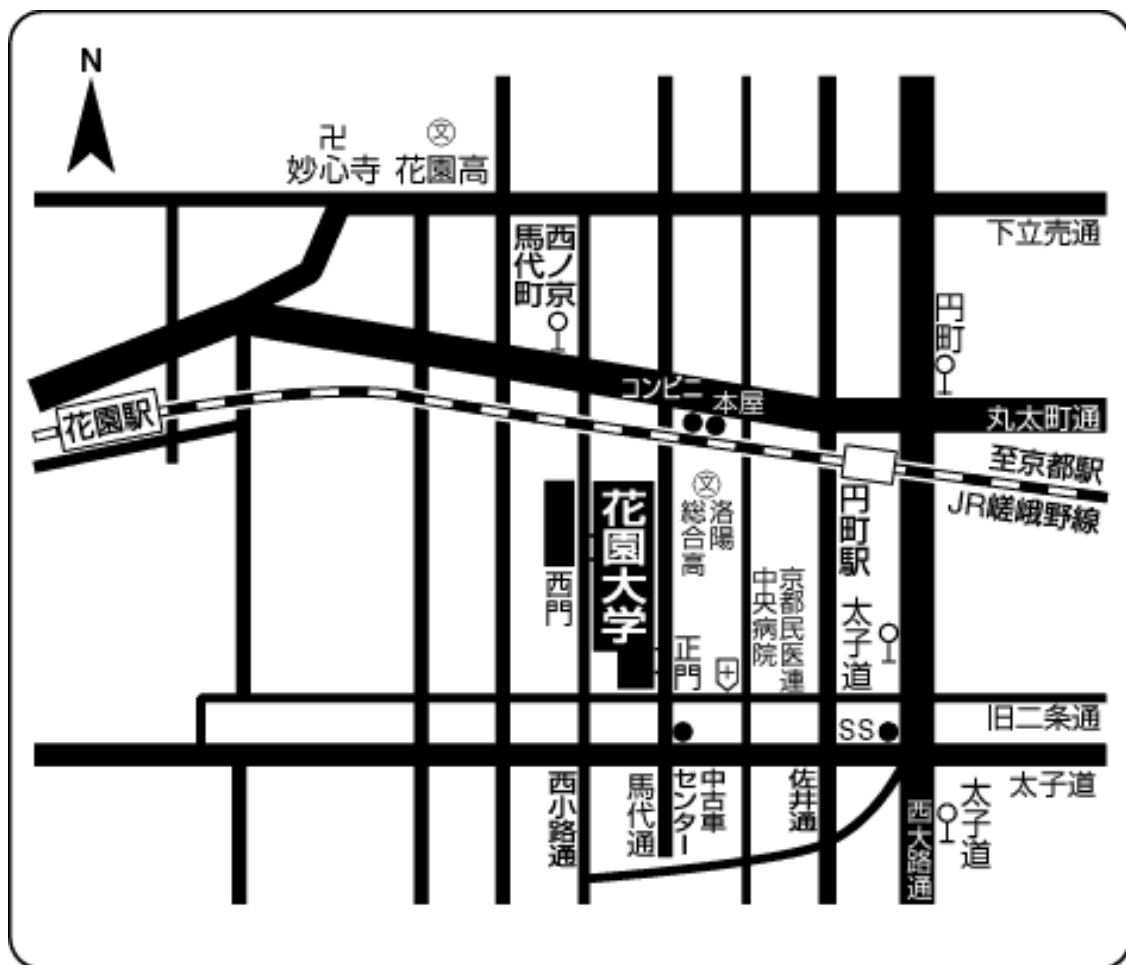 N
卍
妙心寺
文
花園高
下立売通
西ノ京
馬代町
円町
コンビニ
本屋
丸太町通
花園駅
至京都駅
JR嵯峨野線
文
洛陽
総合高
円町駅
花園大学
西門
京都民医連
中央病院
太子道
正門
旧二条通
SS
太子道
西小路通
馬代通
中古車
センター
佐井通
西大路通
太子道